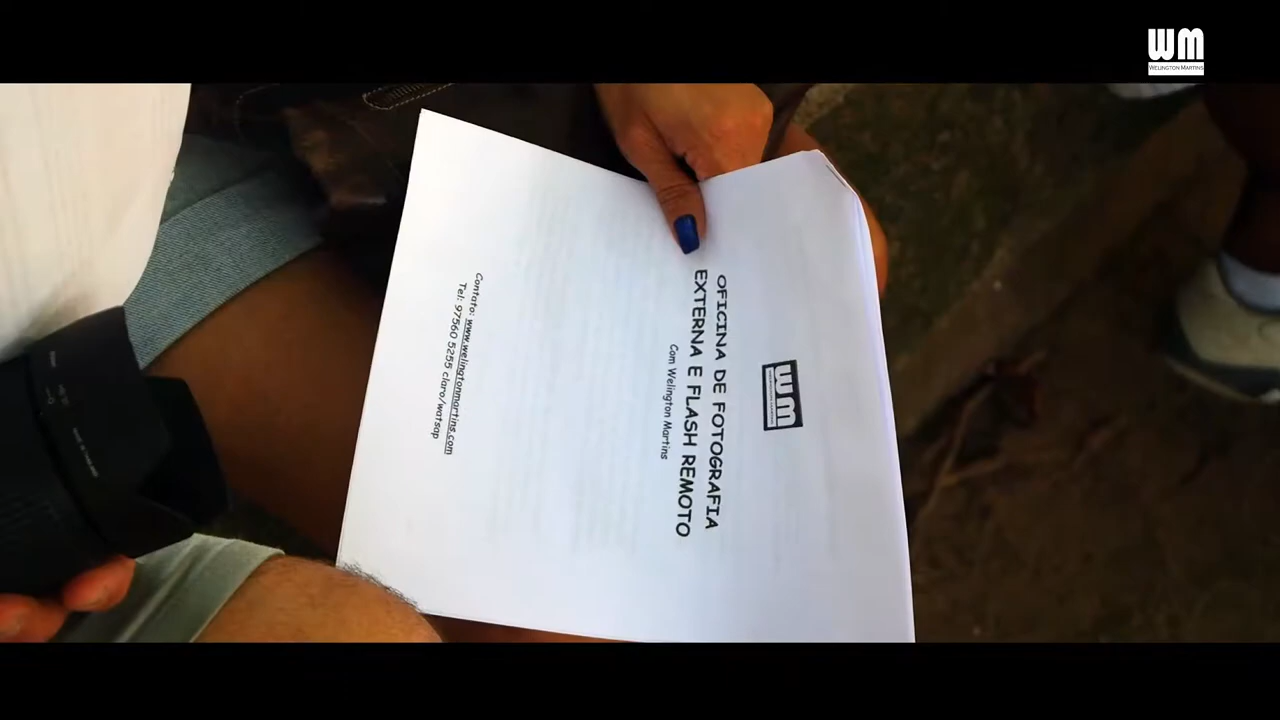 WM
WELINGTON MARTINS
WM
OFICINA DE FOTOGRAFIA
EXTERNA E FLASH REMOTO
Com Welington Martins
Contato: www.welingtonmartins.com
Tel: 97560 5255 claro/watsap